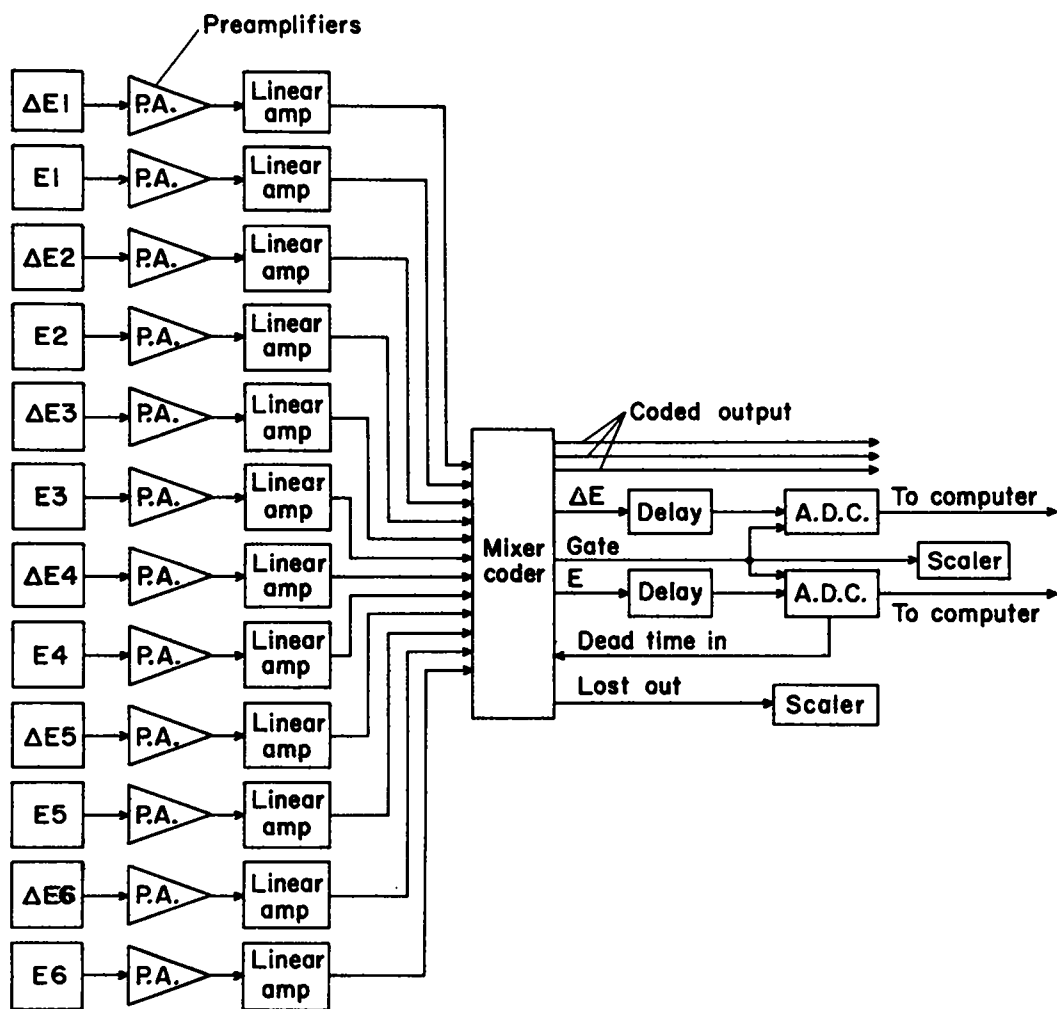 Preamplifiers
ΔE1
P.A.
Linear
amp
E1
P.A.
Linear
amp
ΔE2
P.A.
Linear
amp
E2
P.A.
Linear
amp
ΔE3
P.A.
Linear
amp
E3
P.A.
Linear
amp
ΔE4
P.A.
Linear
amp
E4
P.A.
Linear
amp
ΔE5
P.A.
Linear
amp
E5
P.A.
Linear
amp
ΔE6
P.A.
Linear
amp
E6
P.A.
Linear
amp
Mixer
coder
Coded output
ΔE
Delay
A.D.C.
To computer
Gate
Scaler
E
Delay
A.D.C.
To computer
Dead time in
Lost out
Scaler